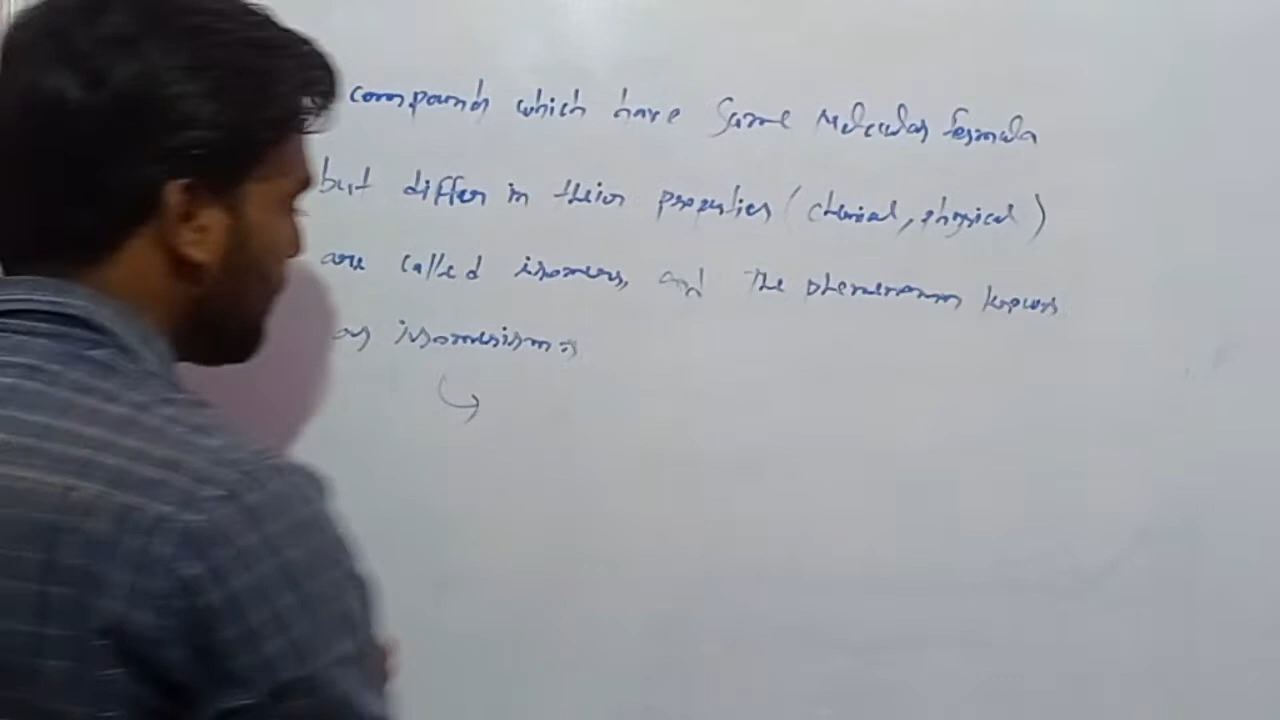 compounds which have same Molecular formula
but differ in their properties (chemical, physical)
are called isomers, and the phenomenon known
as isomerism